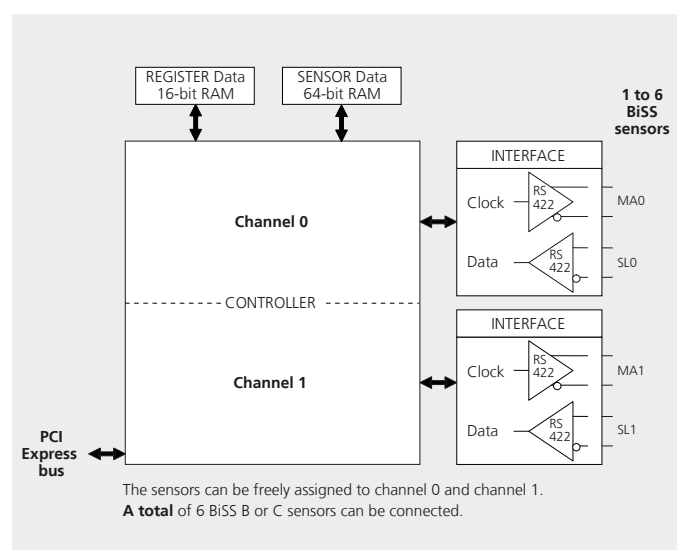 REGISTER Data
16-bit RAM
SENSOR Data
64-bit RAM
1 to 6
BiSS
sensors
INTERFACE
Clock
RS
422
MA0
Channel 0
Data
RS
422
SL0
CONTROLLER
INTERFACE
Clock
RS
422
MA1
Channel 1
Data
RS
422
SL1
PCI
Express
bus
The sensors can be freely assigned to channel 0 and channel 1.
A total of 6 BiSS B or C sensors can be connected.